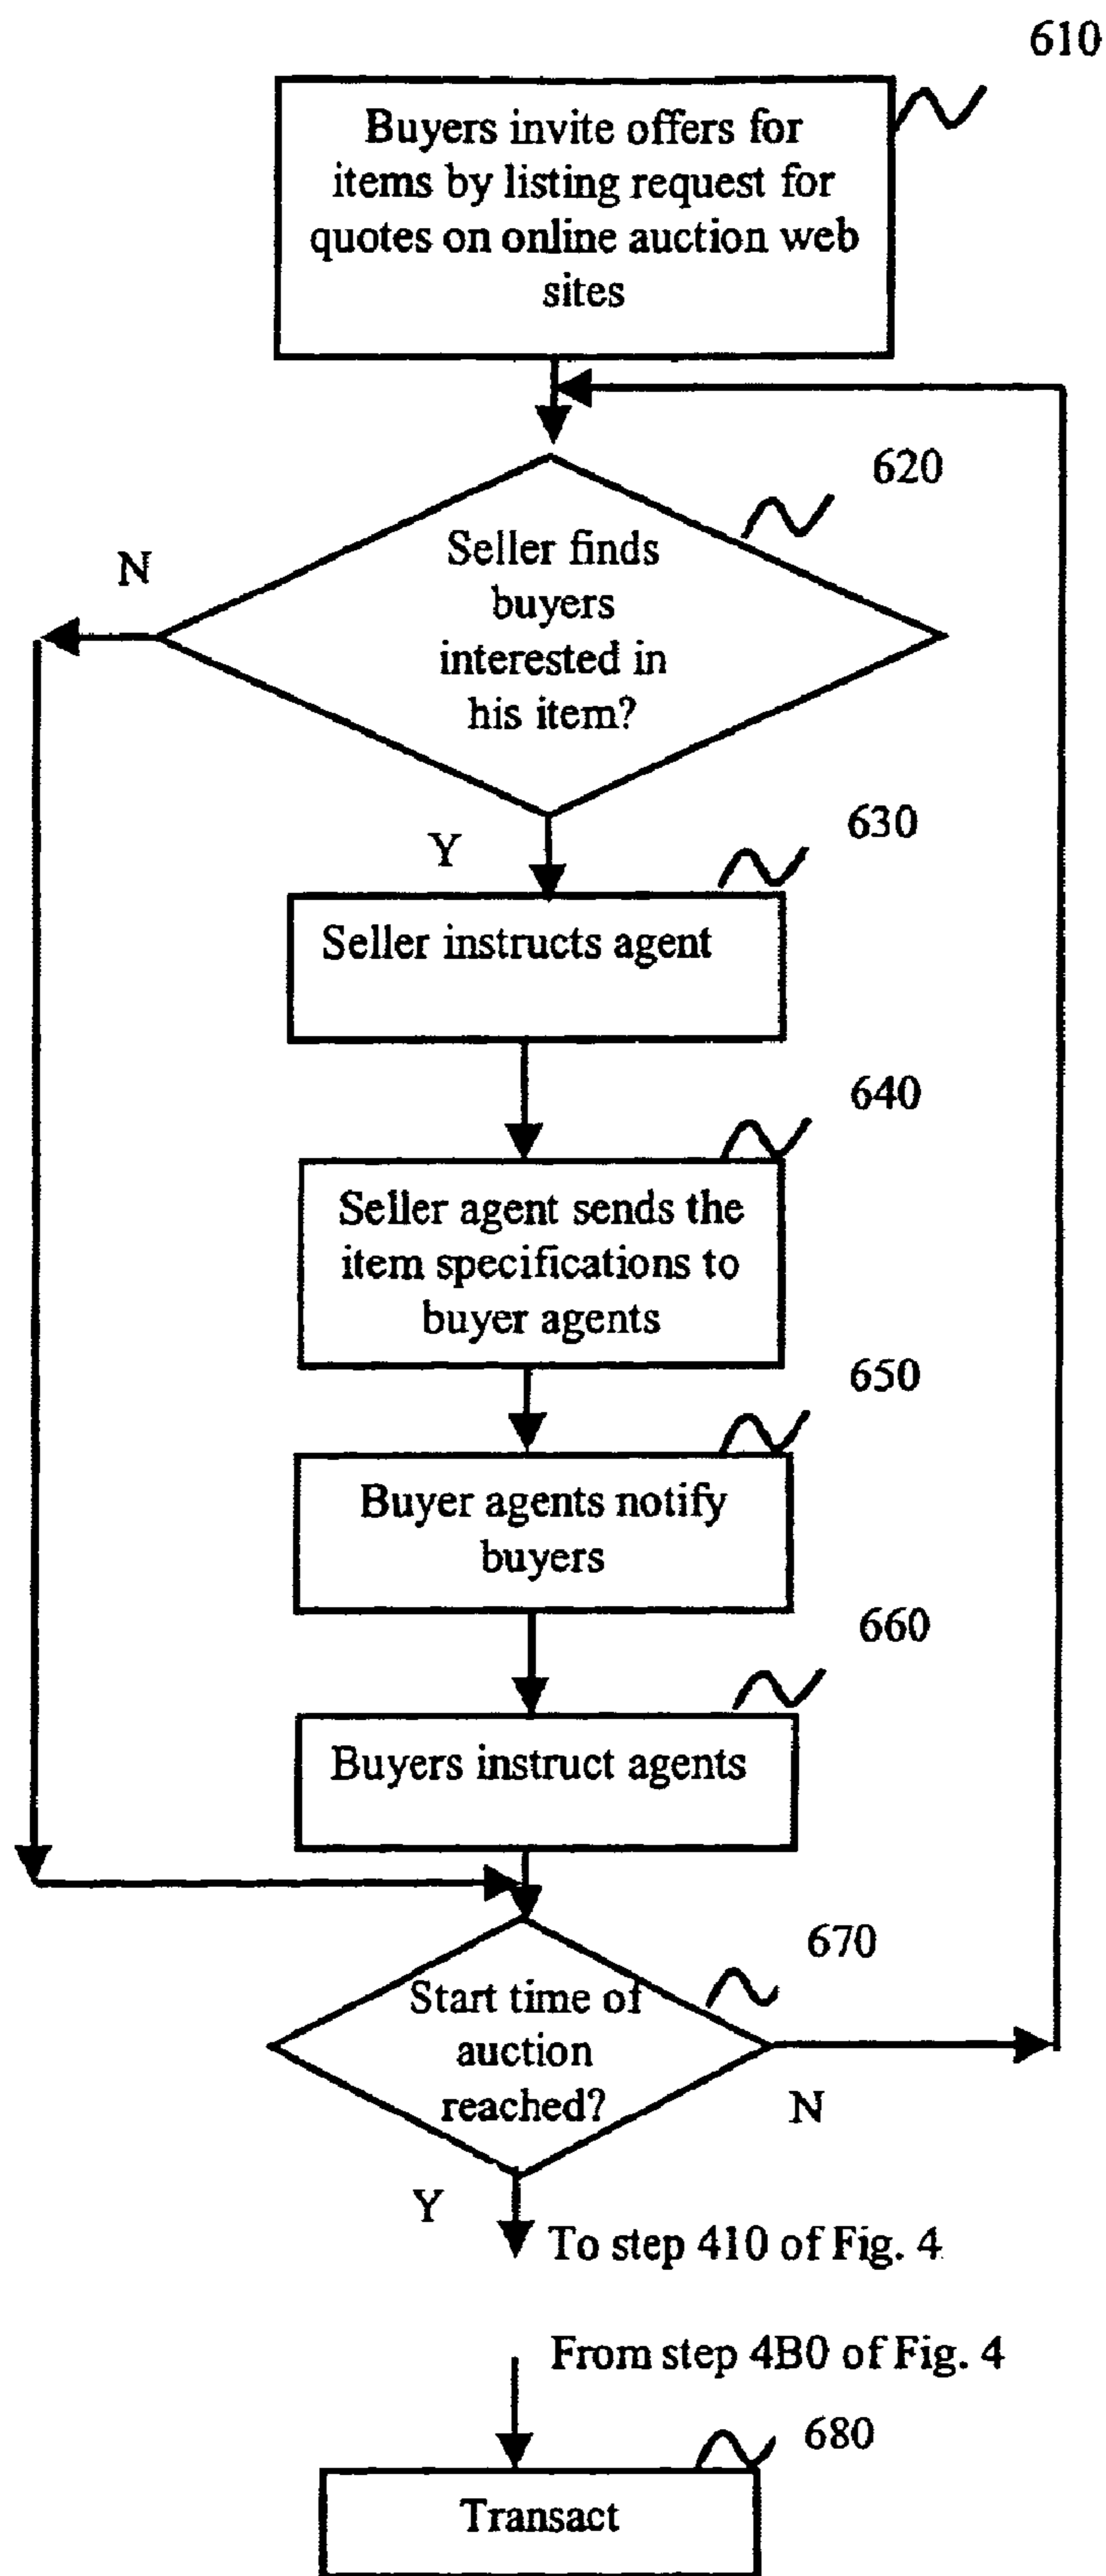 610
Buyers invite offers for
items by listing request for
quotes on online auction web
sites
620
N
Seller finds
buyers
interested in
his item?
630
Y
Seller instructs agent
640
Seller agent sends the
item specifications to
buyer agents
650
Buyer agents notify
buyers
660
Buyers instruct agents
670
Start time of
auction
reached?
N
Y
To step 410 of Fig. 4
From step 4B0 of Fig. 4
680
Transact